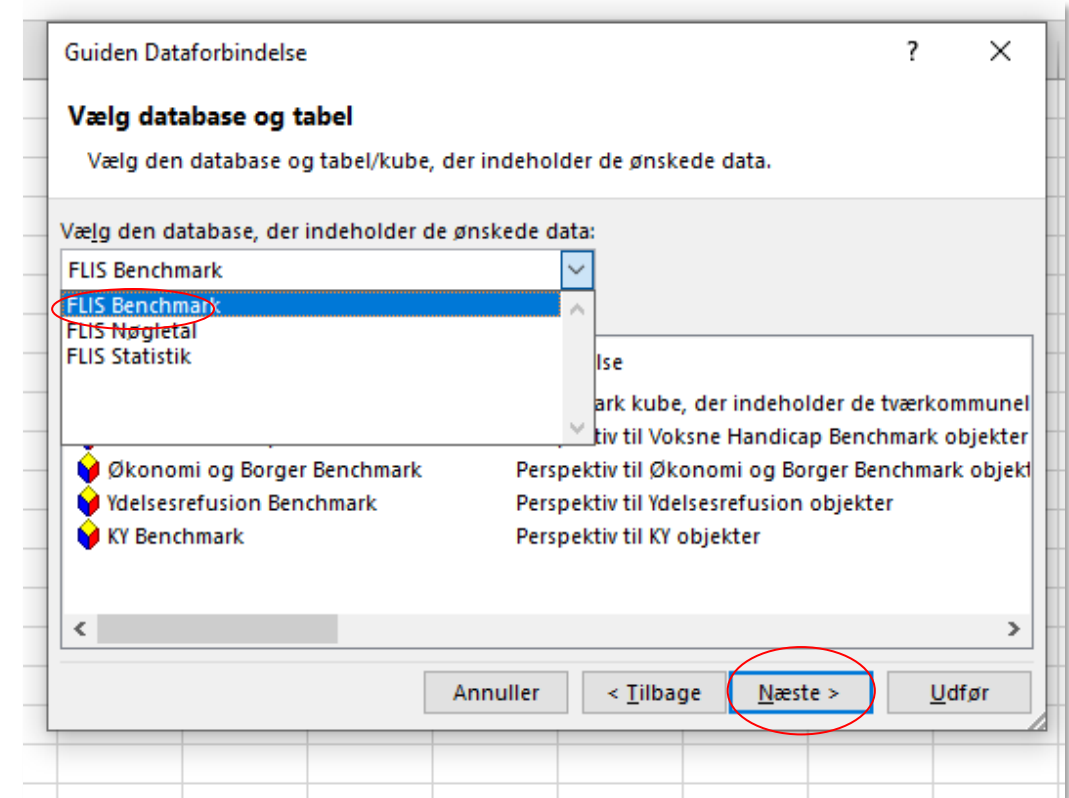 Guiden Dataforbindelse ? ×
Vælg database og tabel
Vælg den database og tabel/kube, der indeholder de ønskede data.
Vælg den database, der indeholder de ønskede data:
FLIS Benchmark
FLIS Benchmark
FLIS Nøgletal
FLIS Statistik
lse
ark kube, der indeholder de tværkommunel
tiv til Voksne Handicap Benchmark objekter
Økonomi og Borger Benchmark Perspektiv til Økonomi og Borger Benchmark objekt
Ydelsesrefusion Benchmark Perspektiv til Ydelsesrefusion objekter
KY Benchmark Perspektiv til KY objekter
Annuller < Tilbage Næste > Udfør